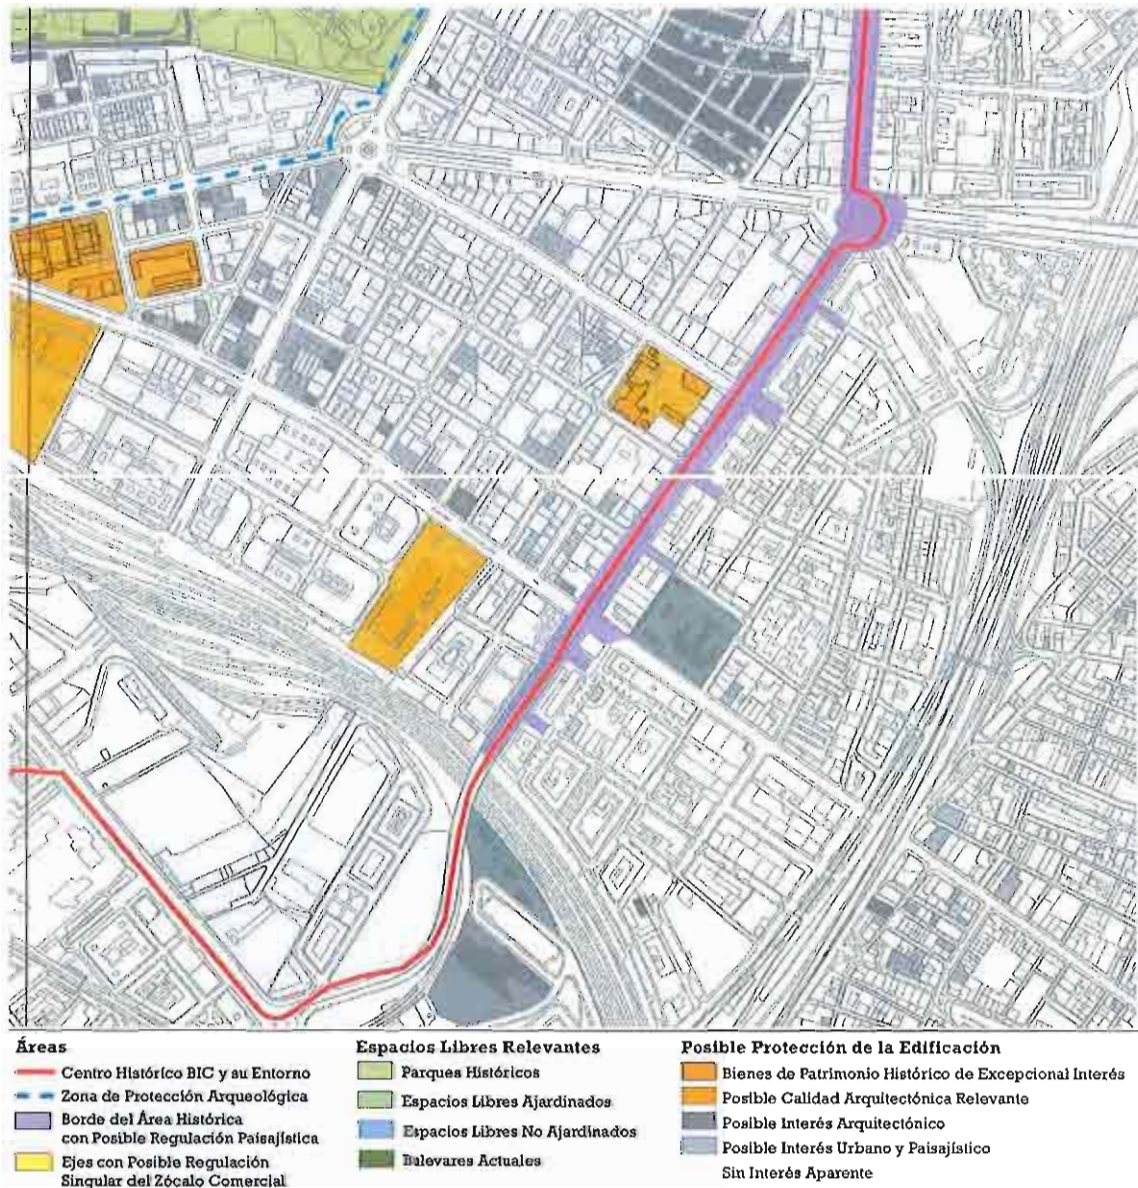 Áreas
Centro Histórico BIC y su Entorno
Zona de Protección Arqueológica
Borde del Área Histórica
con Posible Regulación Paisajística
Ejes con Posible Regulación
Singular del Zócalo Comercial
Espacios Libres Relevantes
Parques Históricos
Espacios Libres Ajardinados
Espacios Libres No Ajardinados
Bulevares Actuales
Posible Protección de la Edificación
Bienes de Patrimonio Histórico de Excepcional Interés
Posible Calidad Arquitectónica Relevante
Posible Interés Arquitectónico
Posible Interés Urbano y Paisajístico
Sin Interés Aparente